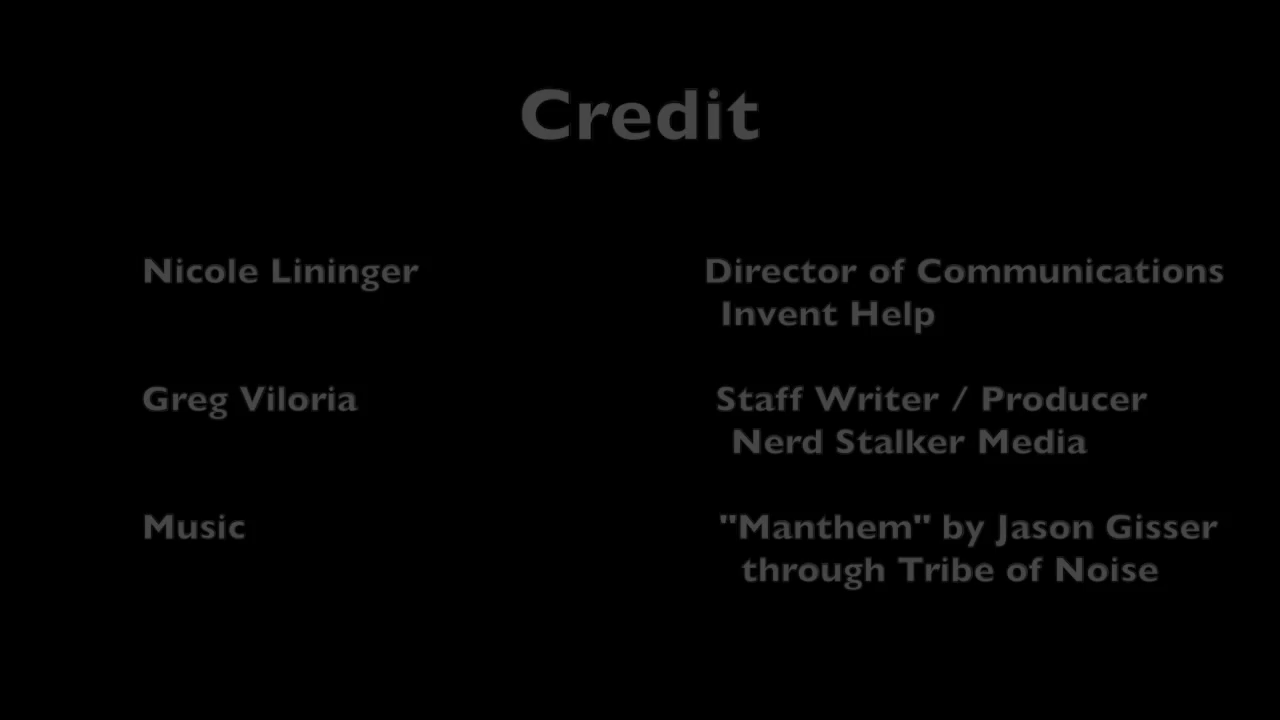 Credit
Nicole Lininger Director of Communications
Invent Help
Greg Viloria Staff Writer / Producer
Nerd Stalker Media
Music "Manthem" by Jason Gisser
through Tribe of Noise